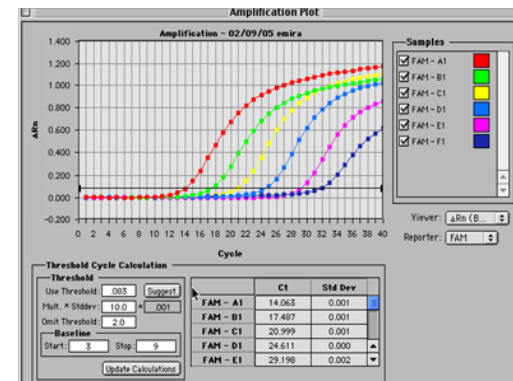 Amplification Plot
Amplification - 02/09/05 emira
1.400
1.200
1.000
0.800
0.600
0.400
0.200
0.000
-0.200
ΔRn
0 2 4 6 8 10 12 14 16 18 20 22 24 26 28 30 32 34 36 38 40
Cycle
Samples
FAM - A1
FAM - B1
FAM - C1
FAM - D1
FAM - E1
FAM - F1
Viewer: ΔRn (B...
Reporter: FAM
Threshold Cycle Calculation
Threshold
Use Threshold: .083 Suggest
Mult. * Stddev: 10.0 * .001
Omit Threshold: 2.0
Baseline
Start: 3 Stop: 9
Update Calculations
Ct Std Dev
FAM - A1 14.063 0.001
FAM - B1 17.487 0.001
FAM - C1 20.999 0.001
FAM - D1 24.611 0.000
FAM - E1 29.198 0.002